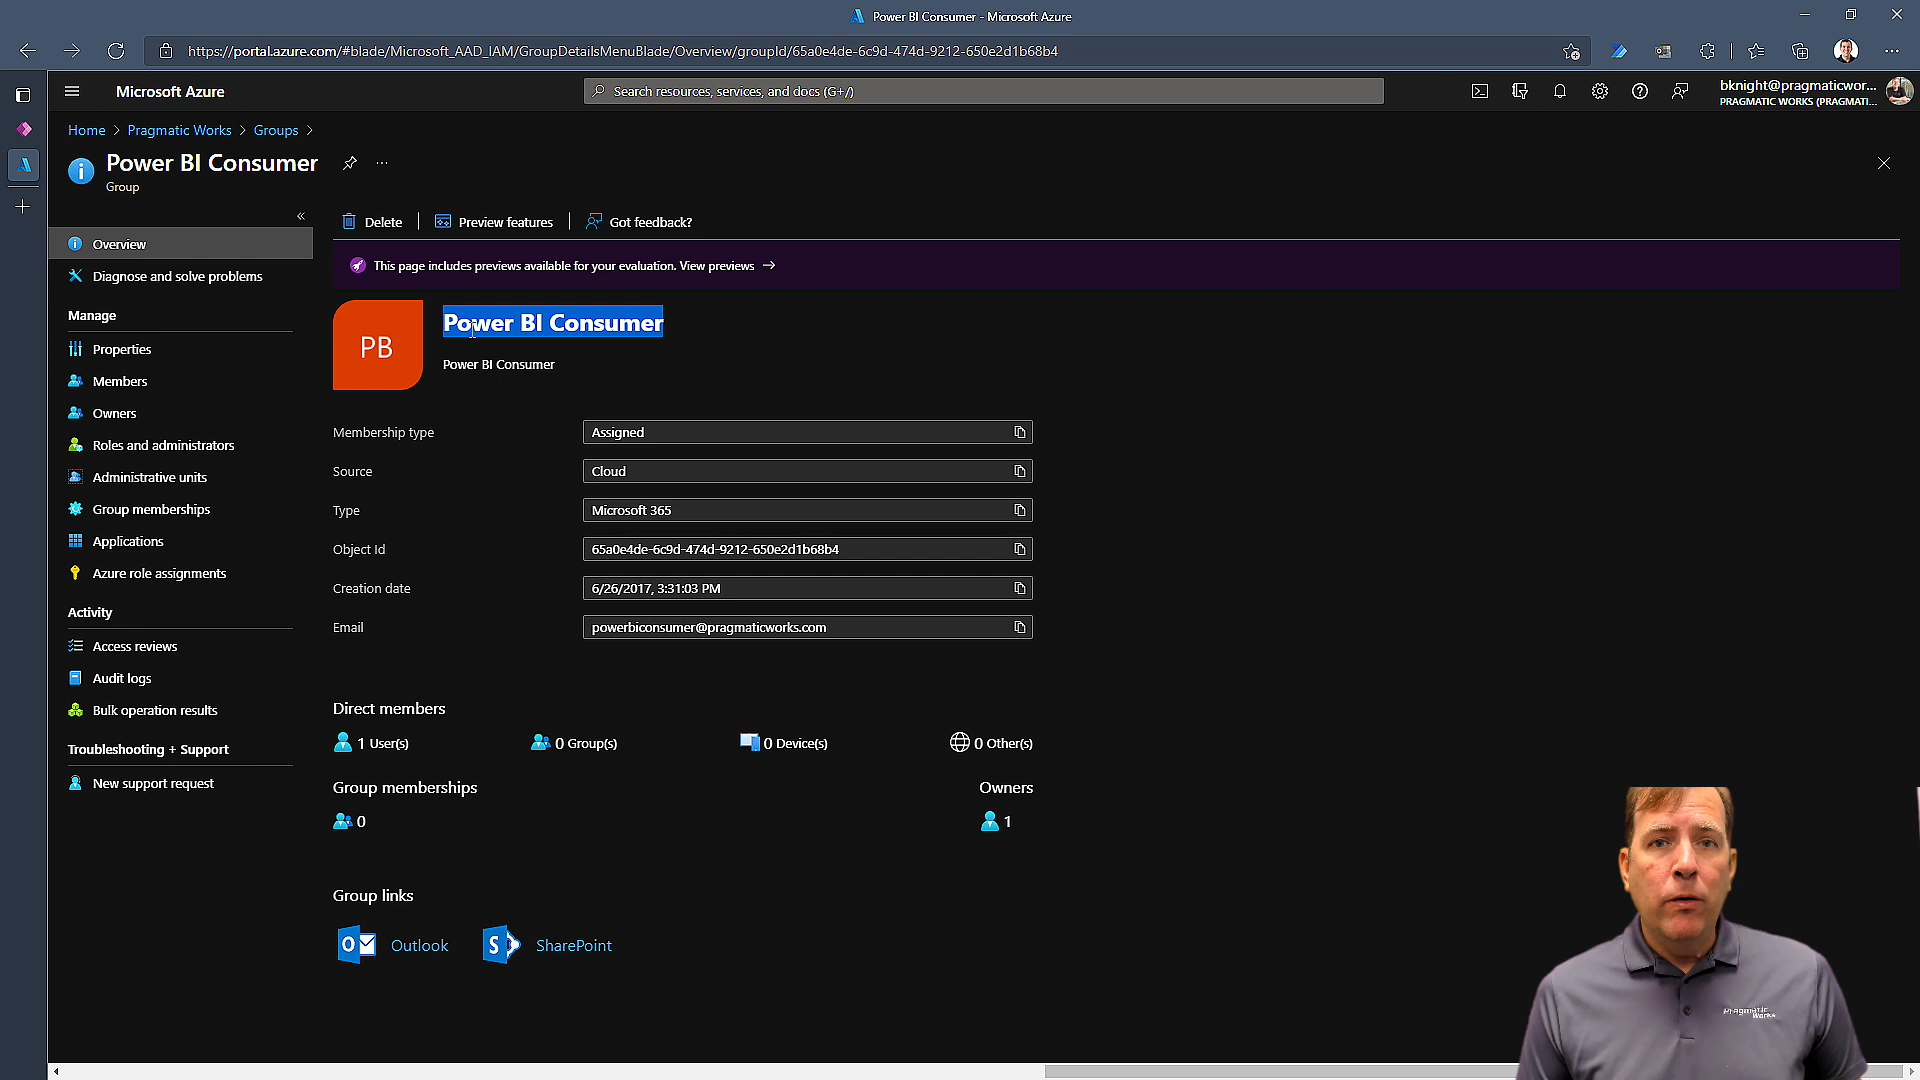 Power BI Consumer - Microsoft Azure
https://portal.azure.com/#blade/Microsoft_AAD_IAM/GroupDetailsMenuBlade/Overview/groupId/65a0e4de-6c9d-474d-9212-650e2d1b68b4
Microsoft Azure
Search resources, services, and docs (G+/)
bknight@pragmaticwor...
PRAGMATIC WORKS (PRAGMATI...
Home > Pragmatic Works > Groups >
Power BI Consumer
Group
Delete
Preview features
Got feedback?
This page includes previews available for your evaluation. View previews →
Overview
Diagnose and solve problems
Manage
Properties
Members
Owners
Roles and administrators
Administrative units
Group memberships
Applications
Azure role assignments
Activity
Access reviews
Audit logs
Bulk operation results
Troubleshooting + Support
New support request
PB
Power BI Consumer
Power BI Consumer
Membership type Assigned
Source Cloud
Type Microsoft 365
Object Id 65a0e4de-6c9d-474d-9212-650e2d1b68b4
Creation date 6/26/2017, 3:31:03 PM
Email powerbiconsumer@pragmaticworks.com
Direct members
1 User(s) 0 Group(s) 0 Device(s) 0 Other(s)
Group memberships Owners
0 1
Group links
Outlook SharePoint
Pragmatic
Works